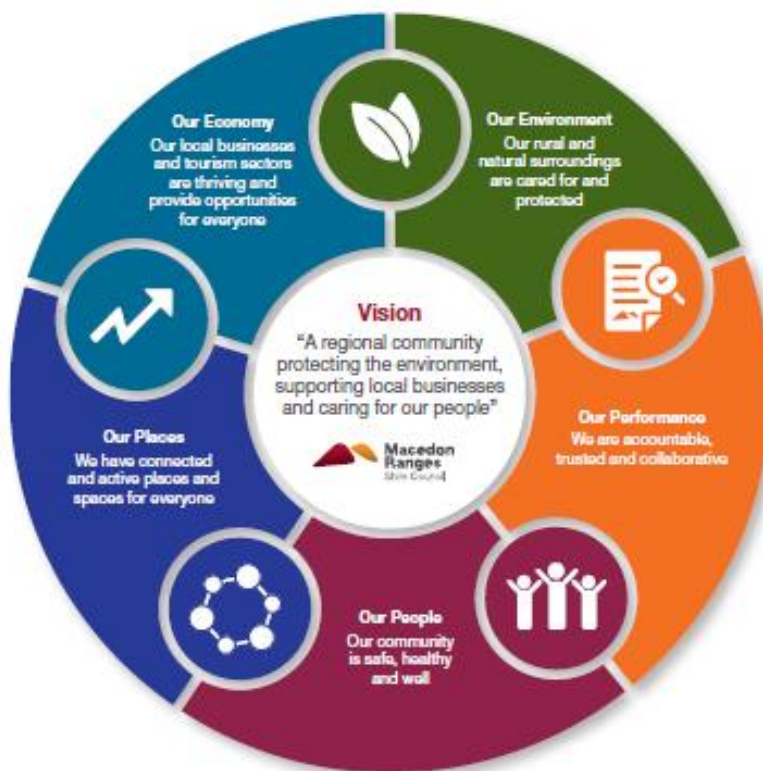 Our Economy
Our local businesses
and tourism sectors
are thriving and
provide opportunities
for everyone
Our Environment
Our rural and
natural surroundings
are cared for and
protected
Vision
“A regional community
protecting the environment,
supporting local businesses
and caring for our people”
Macedon
Ranges
Shire Council
Our Performance
We are accountable,
trusted and collaborative
Our Places
We have connected
and active places and
spaces for everyone
Our People
Our community
is safe, healthy
and well